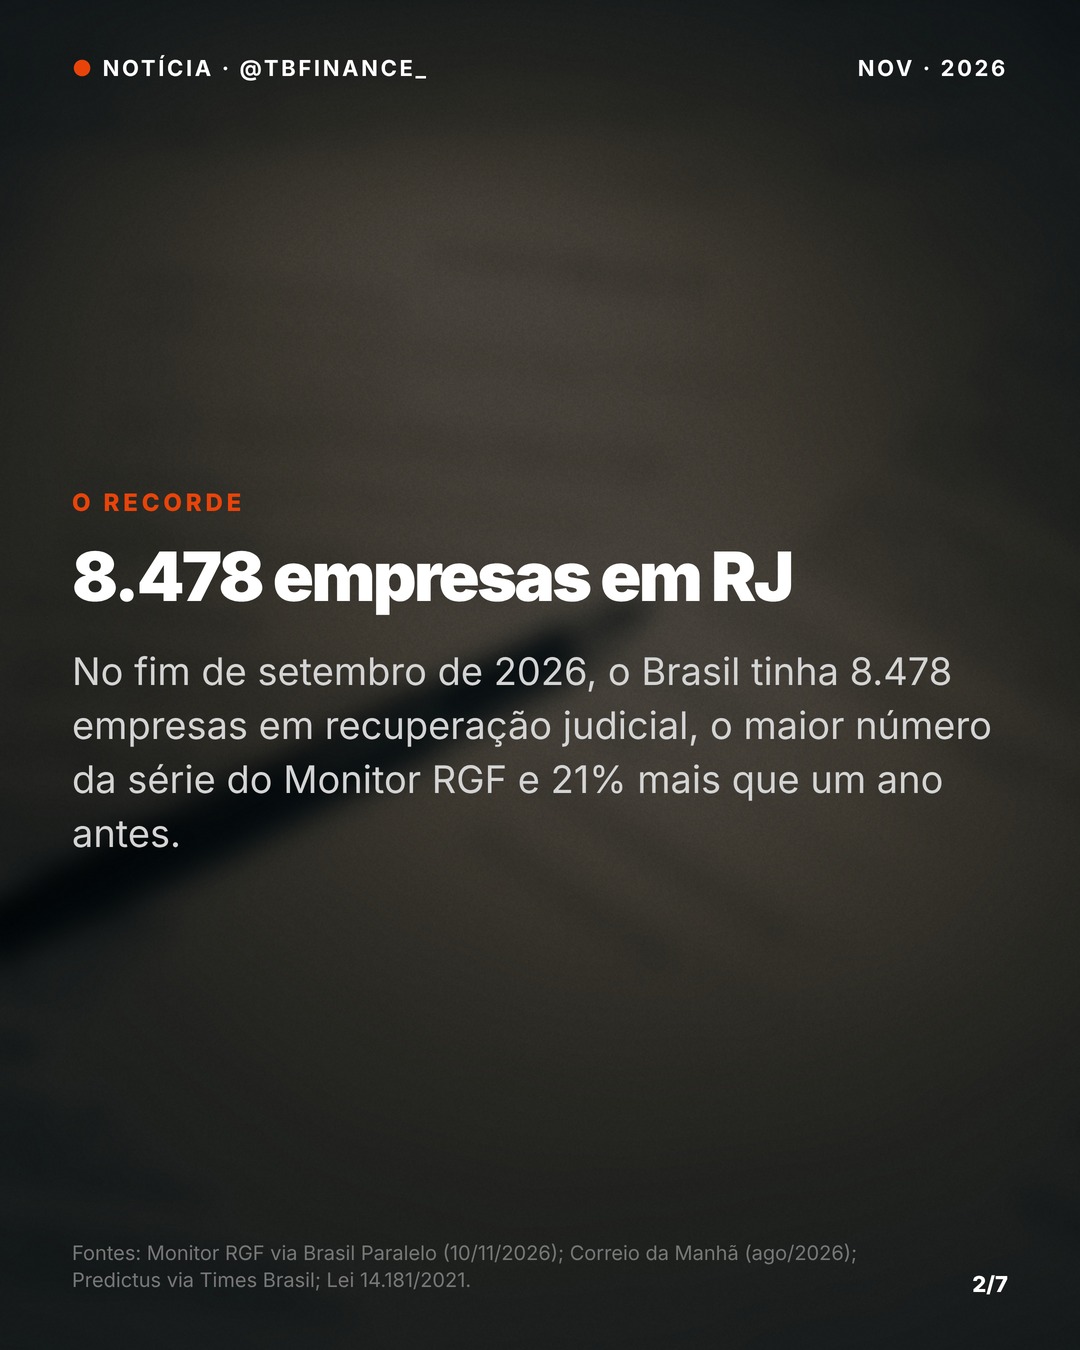 NOTÍCIA · @TBFINANCE_
NOV · 2026
O RECORDE
8.478 empresas em RJ
No fim de setembro de 2026, o Brasil tinha 8.478
empresas em recuperação judicial, o maior número
da série do Monitor RGF e 21% mais que um ano
antes.
Fontes: Monitor RGF via Brasil Paralelo (10/11/2026); Correio da Manhã (ago/2026);
Predictus via Times Brasil; Lei 14.181/2021.
2/7